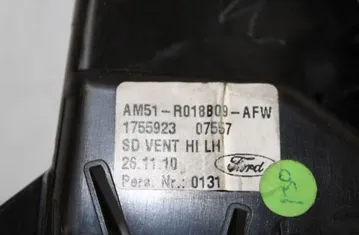 AM51-R018B09-AFW
1755923 07557
SD VENT HI LH
26.11.10
Ford
Pers. Nr.: 0131